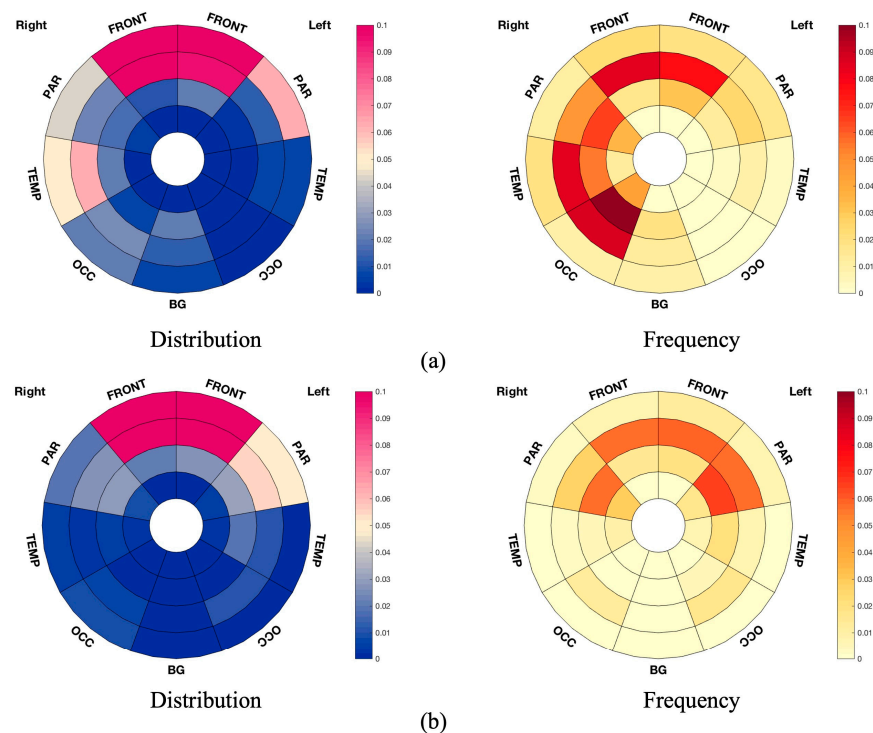 Right FRONT FRONT Left
PAR PAR
TEMP TEMP
OCC OCC
BG
0.1
0.09
0.08
0.07
0.06
0.05
0.04
0.03
0.02
0.01
0
Distribution
Right FRONT FRONT Left
PAR PAR
TEMP TEMP
OCC OCC
BG
0.1
0.09
0.08
0.07
0.06
0.05
0.04
0.03
0.02
0.01
0
Frequency
(a)
Right FRONT FRONT Left
PAR PAR
TEMP TEMP
OCC OCC
BG
0.1
0.09
0.08
0.07
0.06
0.05
0.04
0.03
0.02
0.01
0
Distribution
Right FRONT FRONT Left
PAR PAR
TEMP TEMP
OCC OCC
BG
0.1
0.09
0.08
0.07
0.06
0.05
0.04
0.03
0.02
0.01
0
Frequency
(b)